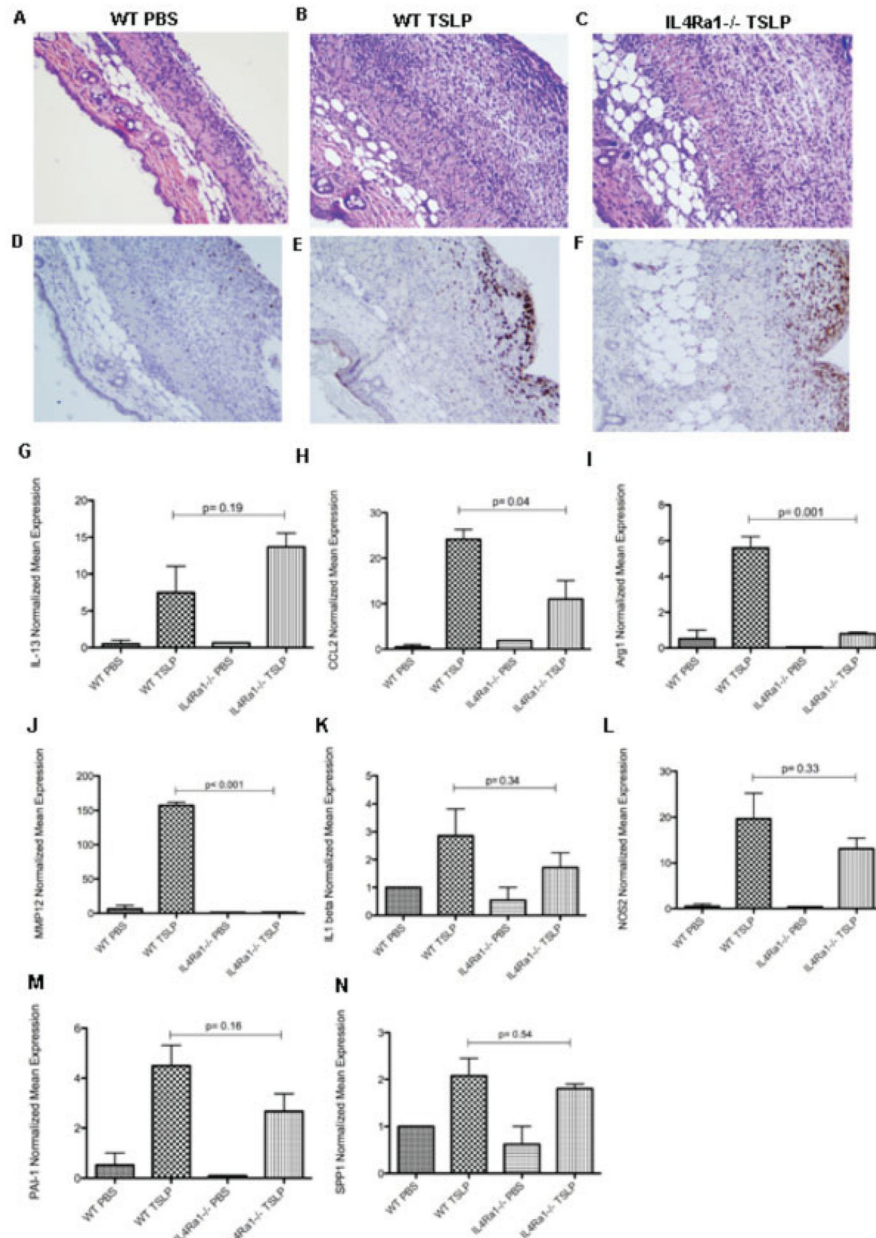 A WT PBS B WT TSLP C IL4Ra1-/- TSLP
D E F
G H I
IL-13 Normalized Mean Expression
20
15
10
5
0
p= 0.19
WT PBS
WT TSLP
IL4Ra1-/- PBS
IL4Ra1-/- TSLP
CCL2 Normalized Mean Expression
30
20
10
0
p= 0.04
WT PBS
WT TSLP
IL4Ra1-/- PBS
IL4Ra1-/- TSLP
Arg1 Normalized Mean Expression
8
6
4
2
0
p= 0.001
WT PBS
WT TSLP
IL4Ra1-/- PBS
IL4Ra1-/- TSLP
J K L
MMP12 Normalized Mean Expression
200
150
100
50
0
p< 0.001
WT PBS
WT TSLP
IL4Ra1-/- PBS
IL4Ra1-/- TSLP
IL1 beta Normalized Mean Expression
5
4
3
2
1
0
p= 0.34
WT PBS
WT TSLP
IL4Ra1-/- PBS
IL4Ra1-/- TSLP
NOS2 Normalized Mean Expression
30
20
10
0
p= 0.33
WT PBS
WT TSLP
IL4Ra1-/- PBS
IL4Ra1-/- TSLP
M N
PAI-1 Normalized Mean Expression
6
4
2
0
p= 0.16
WT PBS
WT TSLP
IL4Ra1-/- PBS
IL4Ra1-/- TSLP
SPP1 Normalized Mean Expression
3
2
1
0
p= 0.54
WT PBS
WT TSLP
IL4Ra1-/- PBS
IL4Ra1-/- TSLP